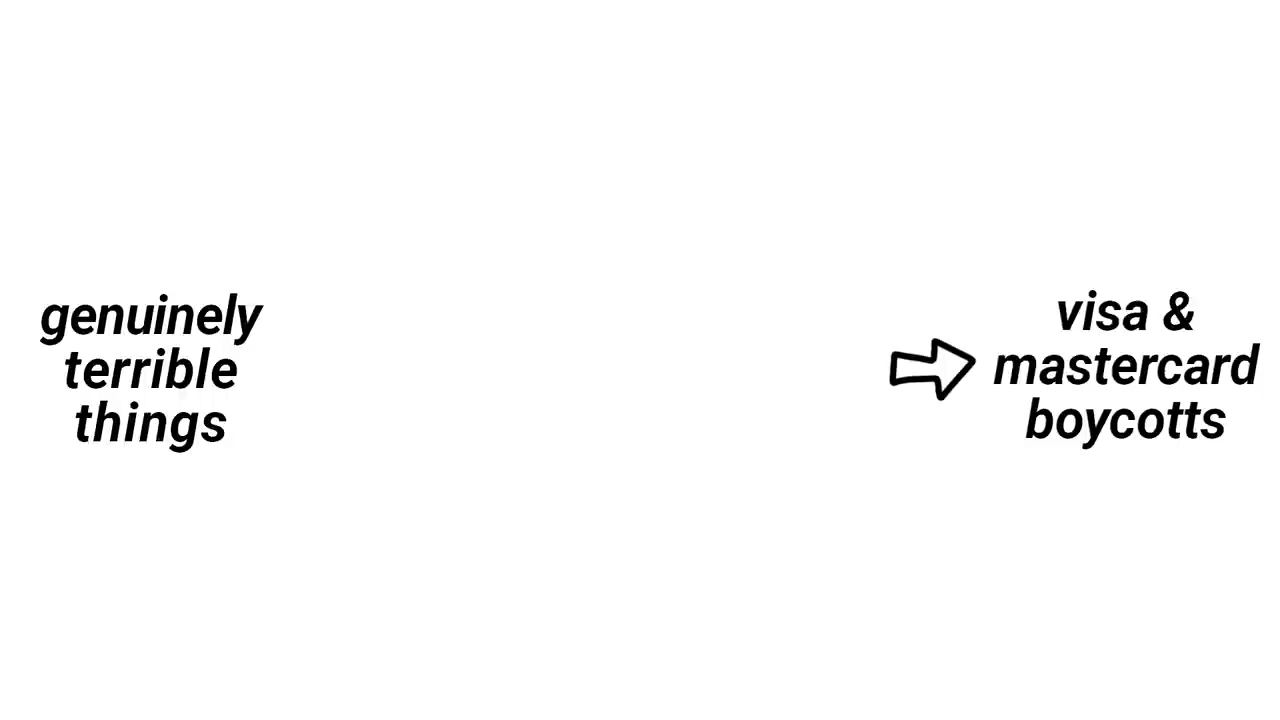 genuinely
terrible
things
visa &
mastercard
boycotts